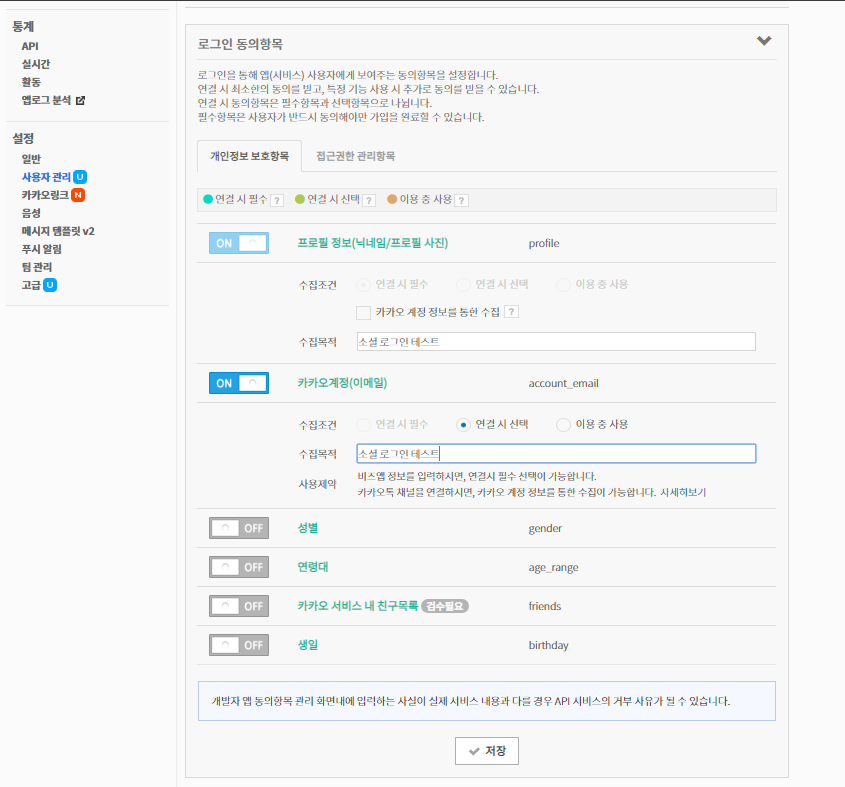 통계
API
실시간
활동
앱로그 분석
설정
일반
사용자 관리 U
카카오링크 N
음성
메시지 템플릿 v2
푸시 알림
팀 관리
고급 U
로그인 동의항목
로그인을 통해 앱(서비스) 사용자에게 보여주는 동의항목을 설정합니다.
연결 시 최소한의 동의를 받고, 특정 기능 사용 시 추가로 동의를 받을 수 있습니다.
연결 시 동의항목은 필수항목과 선택항목으로 나뉩니다.
필수항목은 사용자가 반드시 동의해야만 가입을 완료할 수 있습니다.
개인정보 보호항목 접근권한 관리항목
연결 시 필수 ? 연결 시 선택 ? 이용 중 사용 ?
ON 프로필 정보(닉네임/프로필 사진) profile
수집조건 연결 시 필수 연결 시 선택 이용 중 사용
카카오 계정 정보를 통한 수집 ?
수집목적 소셜 로그인 테스트
ON 카카오계정(이메일) account_email
수집조건 연결 시 필수 연결 시 선택 이용 중 사용
수집목적 소셜 로그인 테스트
사용제약 비즈앱 정보를 입력하시면, 연결시 필수 선택이 가능합니다.
카카오톡 채널을 연결하시면, 카카오 계정 정보를 통한 수집이 가능합니다. 자세히보기
OFF 성별 gender
OFF 연령대 age_range
OFF 카카오 서비스 내 친구목록 검수필요 friends
OFF 생일 birthday
개발자 앱 동의항목 관리 화면내에 입력하는 사실이 실제 서비스 내용과 다를 경우 API 서비스의 거부 사유가 될 수 있습니다.
저장